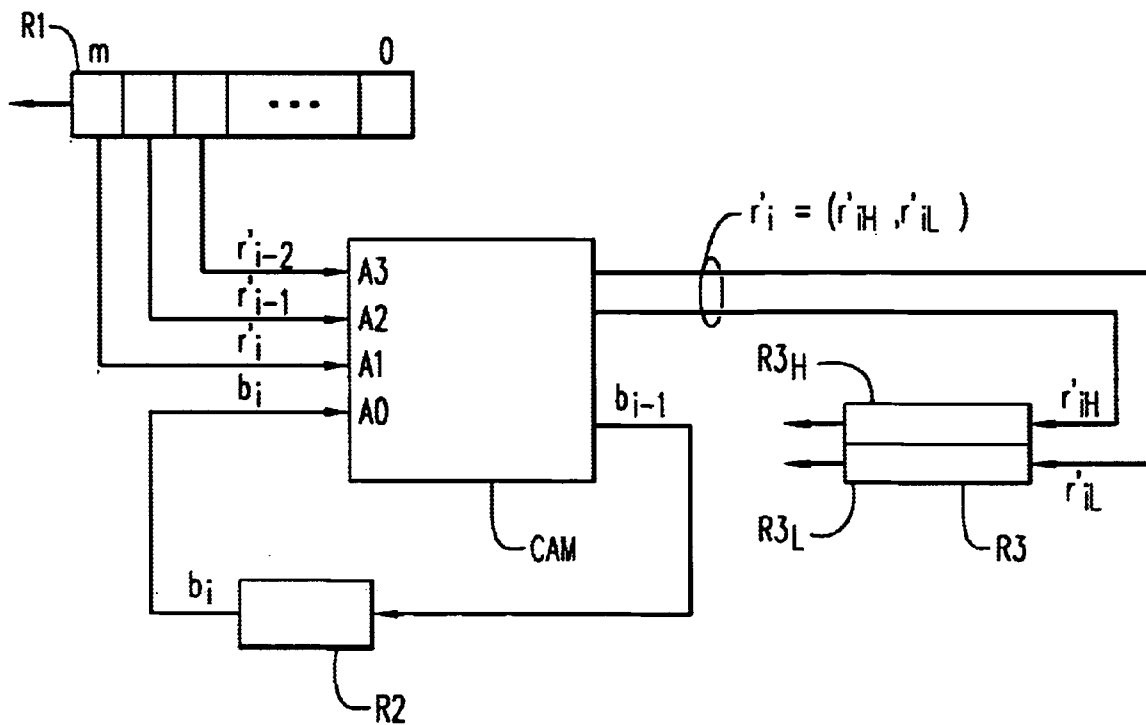 R1
m 0
r'i = (r'iH ,r'iL )
r'i-2 A3
r'i-1 A2
r'i A1
bi A0
bi-1
R3H
r'iH
r'iL
R3L
R3
CAM
bi
R2